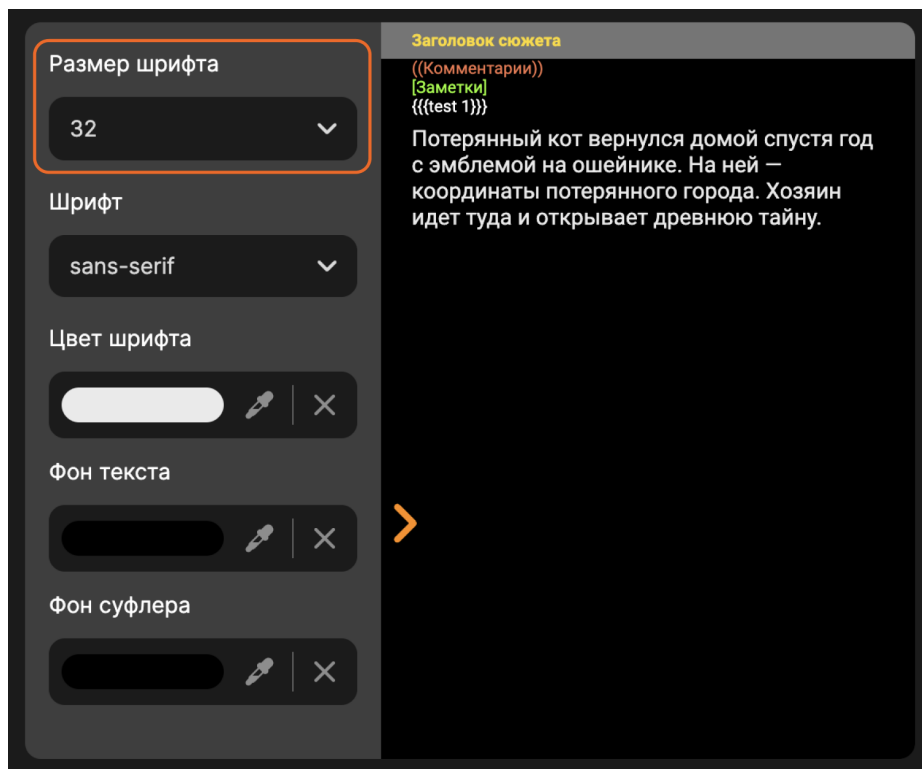 Размер шрифта
32
Шрифт
sans-serif
Цвет шрифта
Фон текста
Фон суфлера
Заголовок сюжета
((Комментарии))
[Заметки]
{{{test 1}}}
Потерянный кот вернулся домой спустя год
с эмблемой на ошейнике. На ней —
координаты потерянного города. Хозяин
идет туда и открывает древнюю тайну.